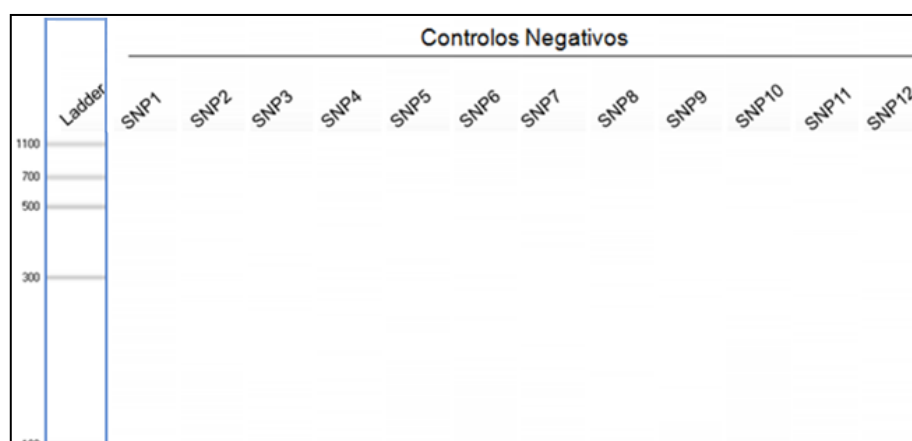 Controlos Negativos
Ladder SNP1 SNP2 SNP3 SNP4 SNP5 SNP6 SNP7 SNP8 SNP9 SNP10 SNP11 SNP12
1100
700
500
300